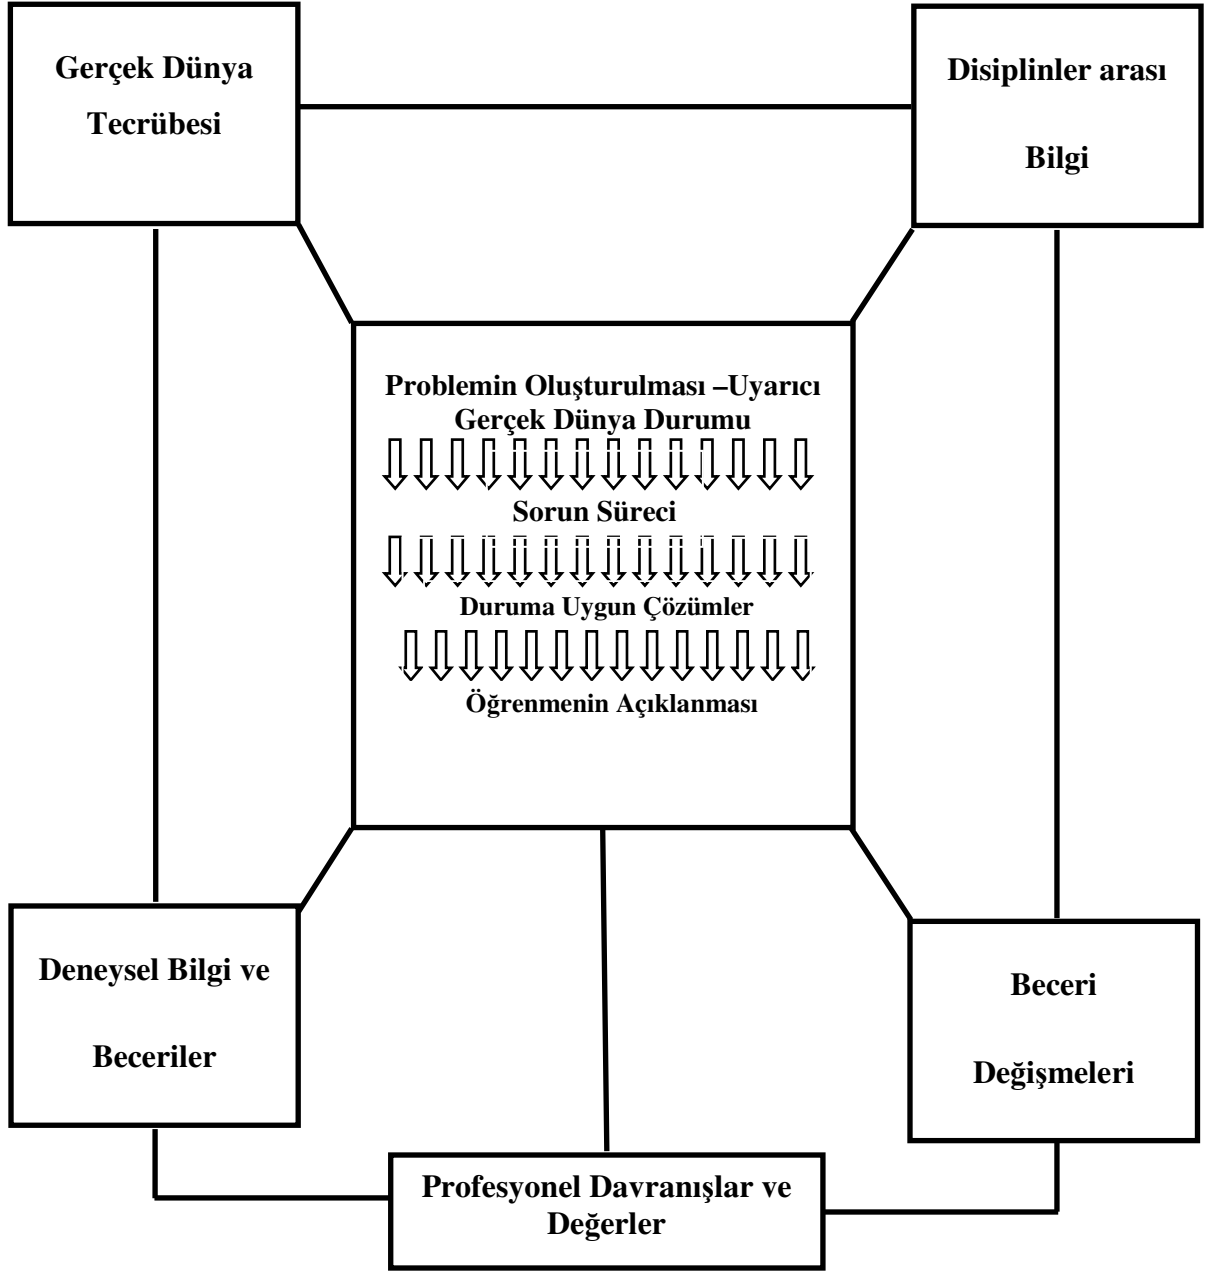 Gerçek Dünya
Tecrübesi
Disiplinler arası
Bilgi
Problemin Oluşturulması –Uyarıcı
Gerçek Dünya Durumu
Sorun Süreci
Duruma Uygun Çözümler
Öğrenmenin Açıklanması
Deneysel Bilgi ve
Beceriler
Beceri
Değişmeleri
Profesyonel Davranışlar ve
Değerler